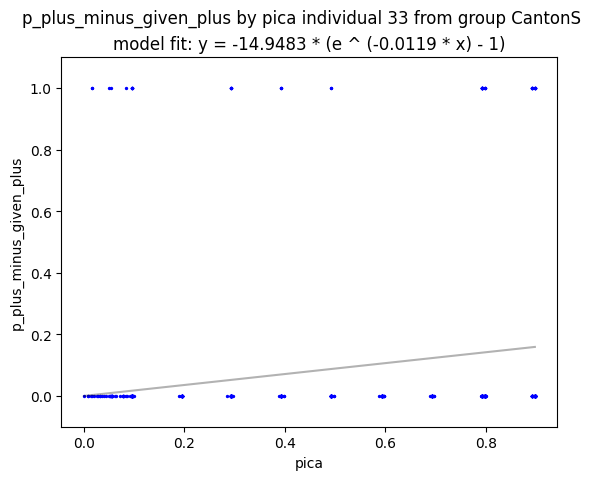 p_plus_minus_given_plus by pica individual 33 from group CantonS
model fit: y = -14.9483 * (e ^ (-0.0119 * x) - 1)
1.0
0.8
0.6
0.4
0.2
0.0
p_plus_minus_given_plus
0.0 0.2 0.4 0.6 0.8
pica